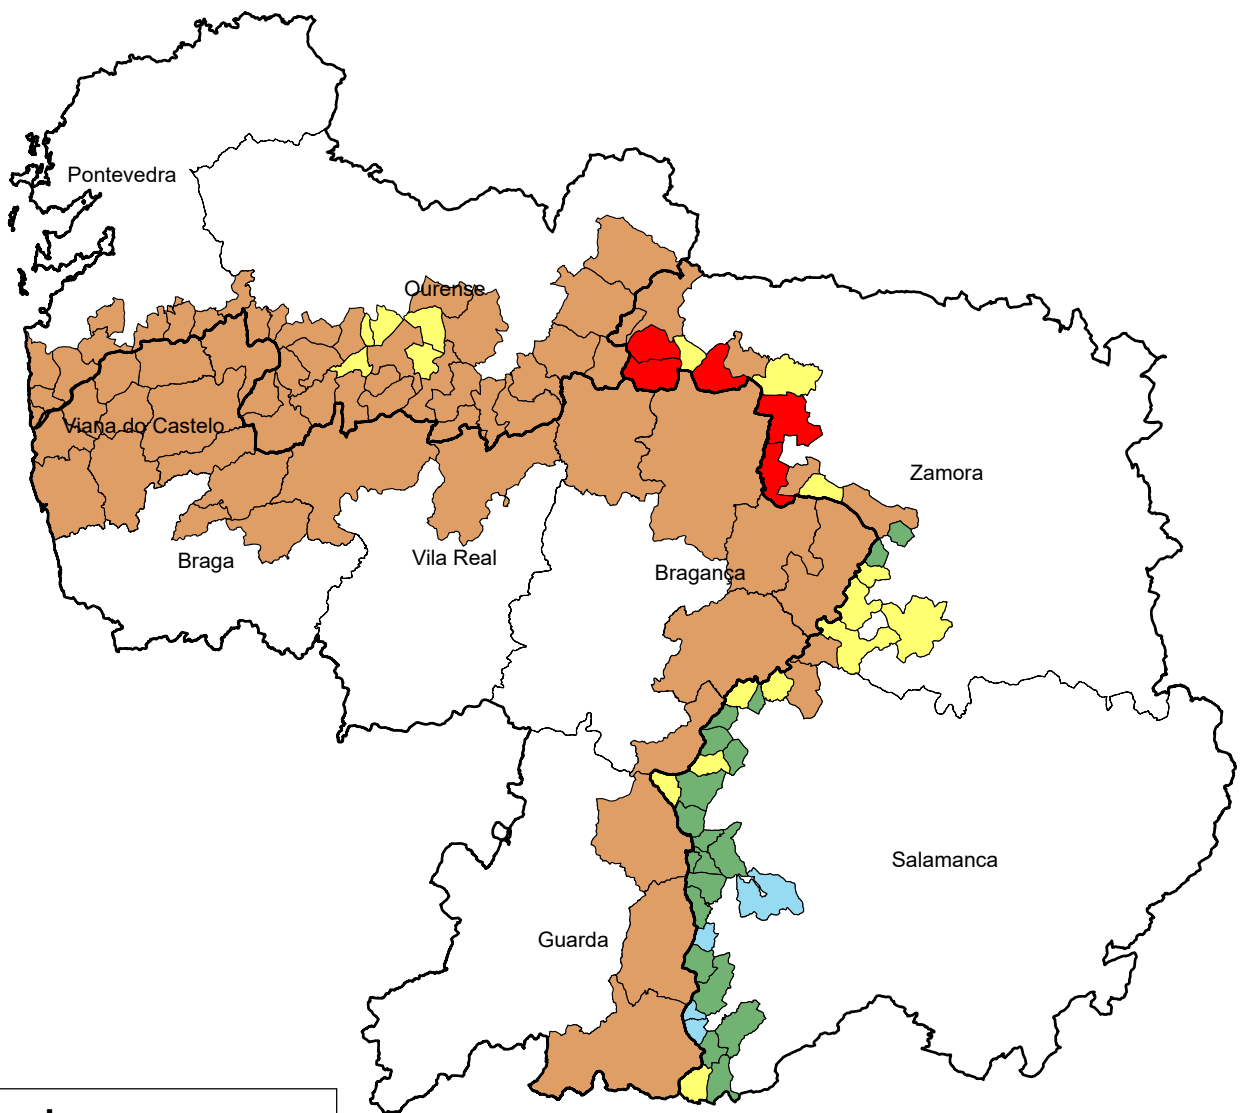 Pontevedra
Ourense
Viana do Castelo
Zamora
Braga
Vila Real
Bragança
Salamanca
Guarda